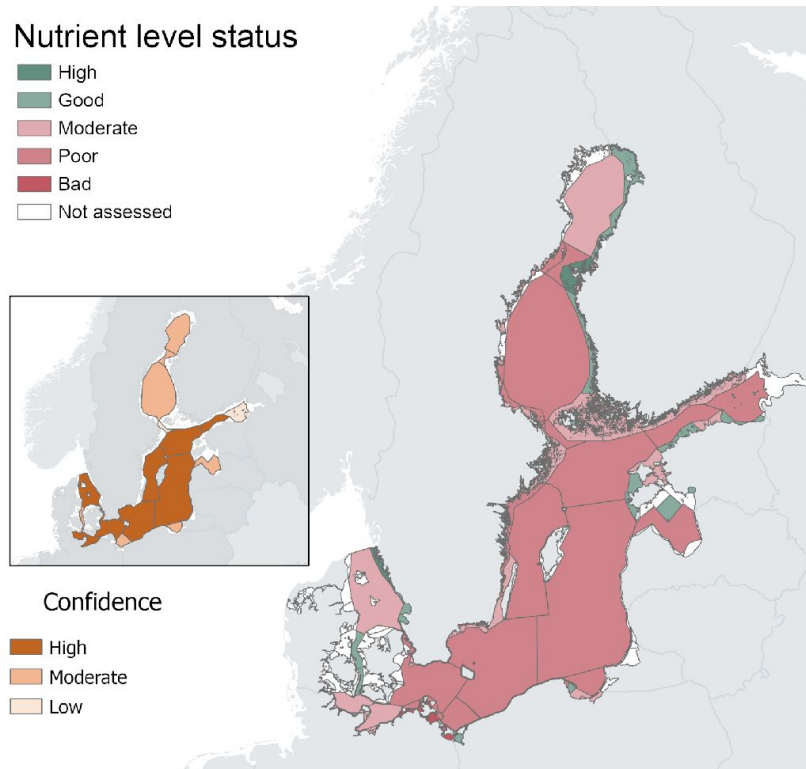 Nutrient level status
High
Good
Moderate
Poor
Bad
Not assessed
Confidence
High
Moderate
Low